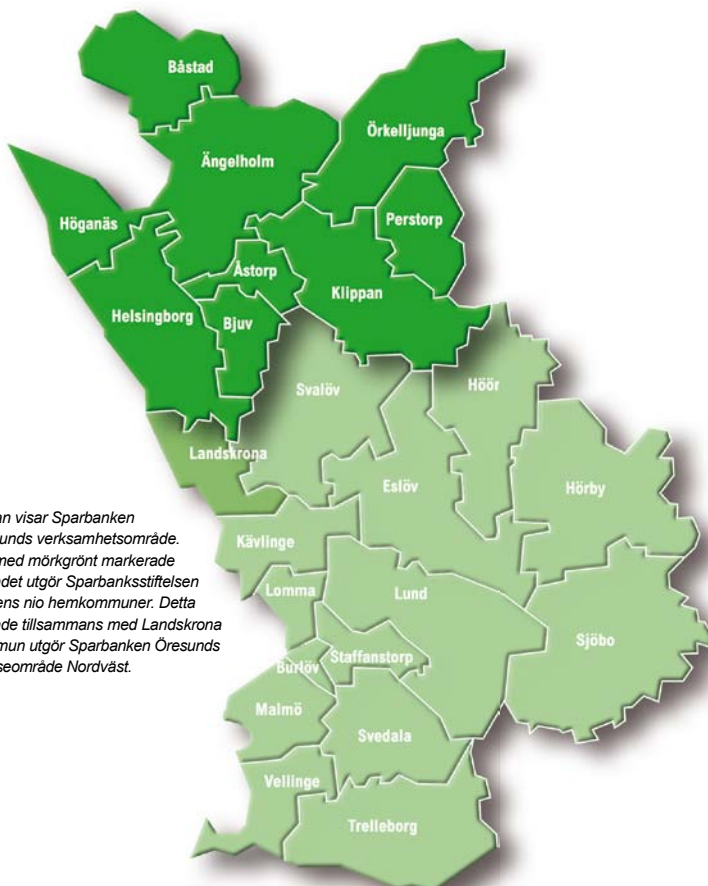 Båstad
Örkelljunga
Ängelholm
Höganäs
Perstorp
Åstorp
Klippan
Helsingborg
Bjuv
Svalöv
Höör
Landskrona
Eslöv
Hörby
an visar Sparbanken
unds verksamhetsområde.
med mörkgrönt markerade
det utgör Sparbanksstiftelsen
ens nio hemkommuner. Detta
de tillsammans med Landskrona
mun utgör Sparbanken Öresunds
seområde Nordväst.
Kävlinge
Lomma
Lund
Sjöbo
Burlöv
Staffanstorp
Malmö
Svedala
Vellinge
Trelleborg